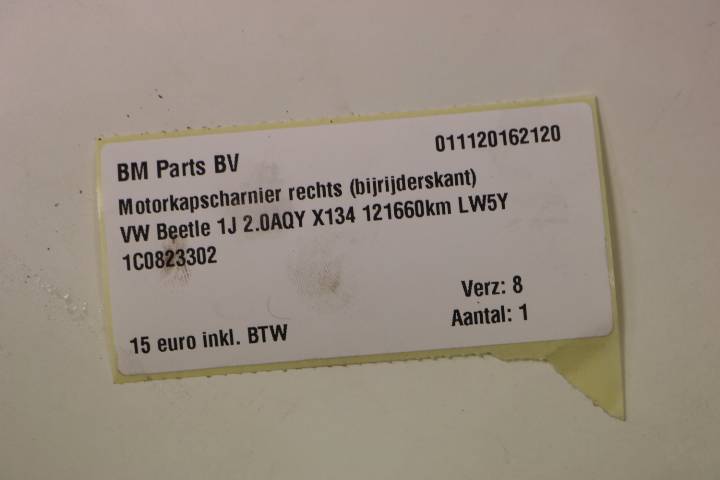 BM Parts BV 011120162120
Motorkapscharnier rechts (bijrijderskant)
VW Beetle 1J 2.0AQY X134 121660km LW5Y
1C0823302
Verz: 8
15 euro inkl. BTW Aantal: 1